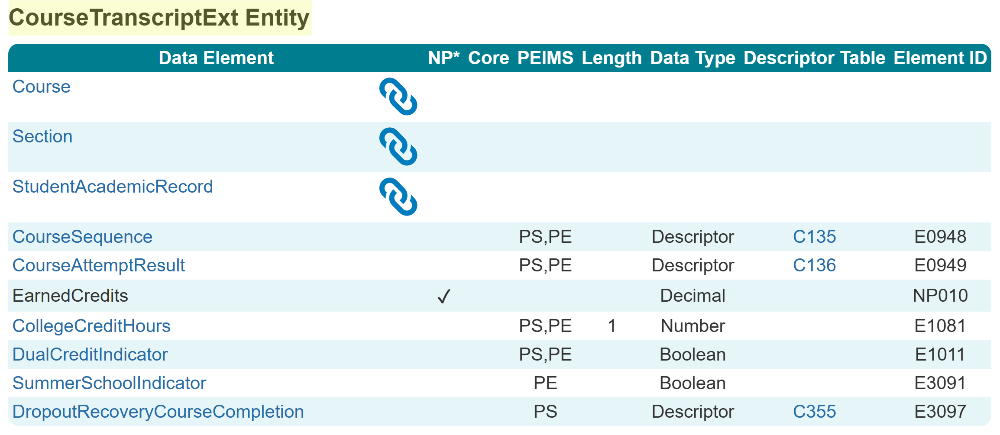 CourseTranscriptExt Entity
Data Element NP* Core PEIMS Length Data Type Descriptor Table Element ID
Course
Section
StudentAcademicRecord
CourseSequence PS,PE Descriptor C135 E0948
CourseAttemptResult PS,PE Descriptor C136 E0949
EarnedCredits ✓ Decimal NP010
CollegeCreditHours PS,PE 1 Number E1081
DualCreditIndicator PS,PE Boolean E1011
SummerSchoolIndicator PE Boolean E3091
DropoutRecoveryCourseCompletion PS Descriptor C355 E3097